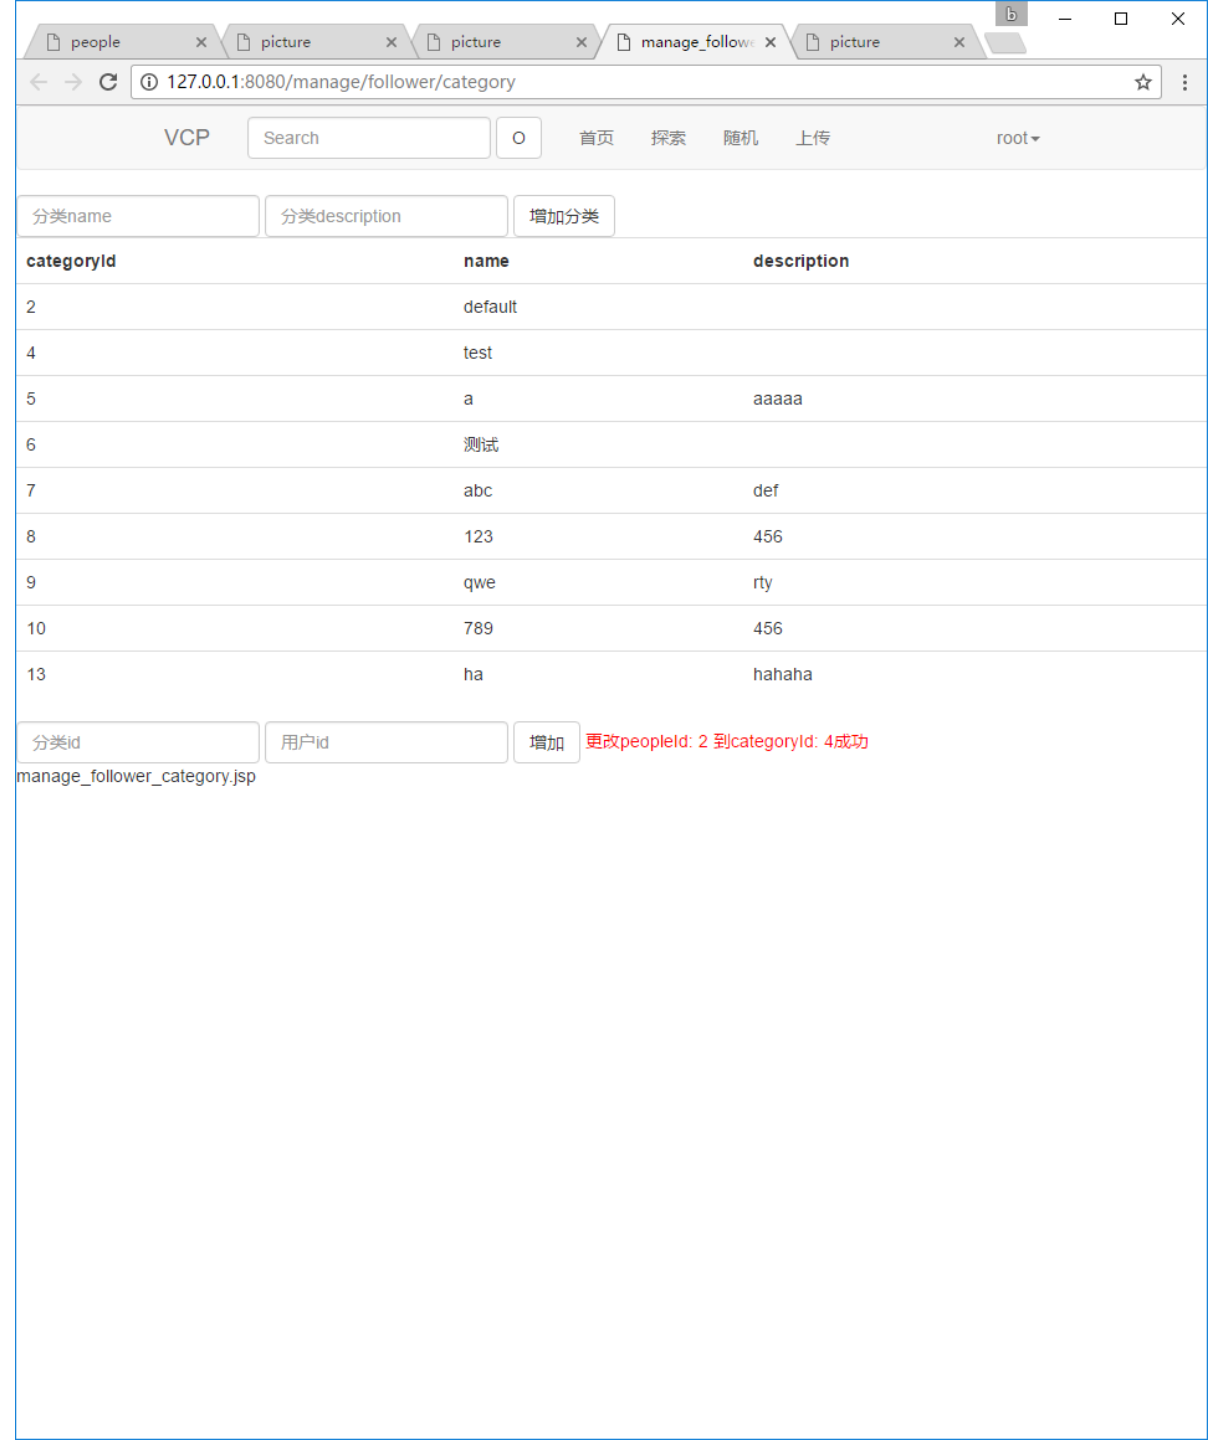 b
people picture picture manage_follow picture
127.0.0.1:8080/manage/follower/category
VCP Search O 首页 探索 随机 上传 root
分类name 分类description 增加分类
categoryId name description
2 default
4 test
5 a aaaaa
6 测试
7 abc def
8 123 456
9 qwe rty
10 789 456
13 ha hahaha
分类id 用户id 增加 更改peopleId: 2 到categoryId: 4成功
manage_follower_category.jsp